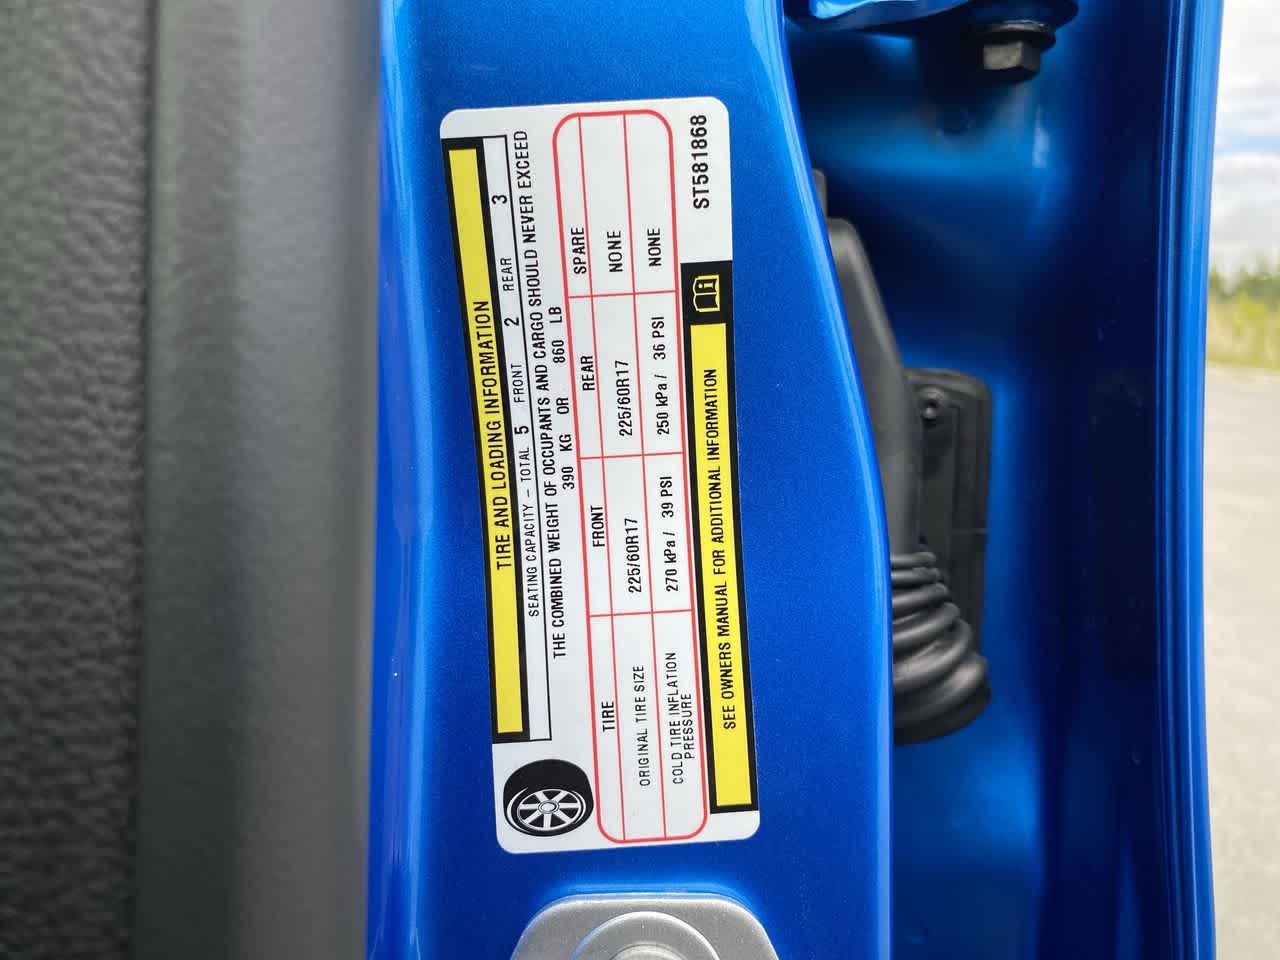 TIRE AND LOADING INFORMATION
SEATING CAPACITY – TOTAL 5 FRONT 2 REAR 3
THE COMBINED WEIGHT OF OCCUPANTS AND CARGO SHOULD NEVER EXCEED
390 KG OR 860 LB
TIRE FRONT REAR SPARE
ORIGINAL TIRE SIZE 225/60R17 225/60R17 NONE
COLD TIRE INFLATION
PRESSURE 270 kPa / 39 PSI 250 kPa / 36 PSI NONE
SEE OWNERS MANUAL FOR ADDITIONAL INFORMATION
ST581868